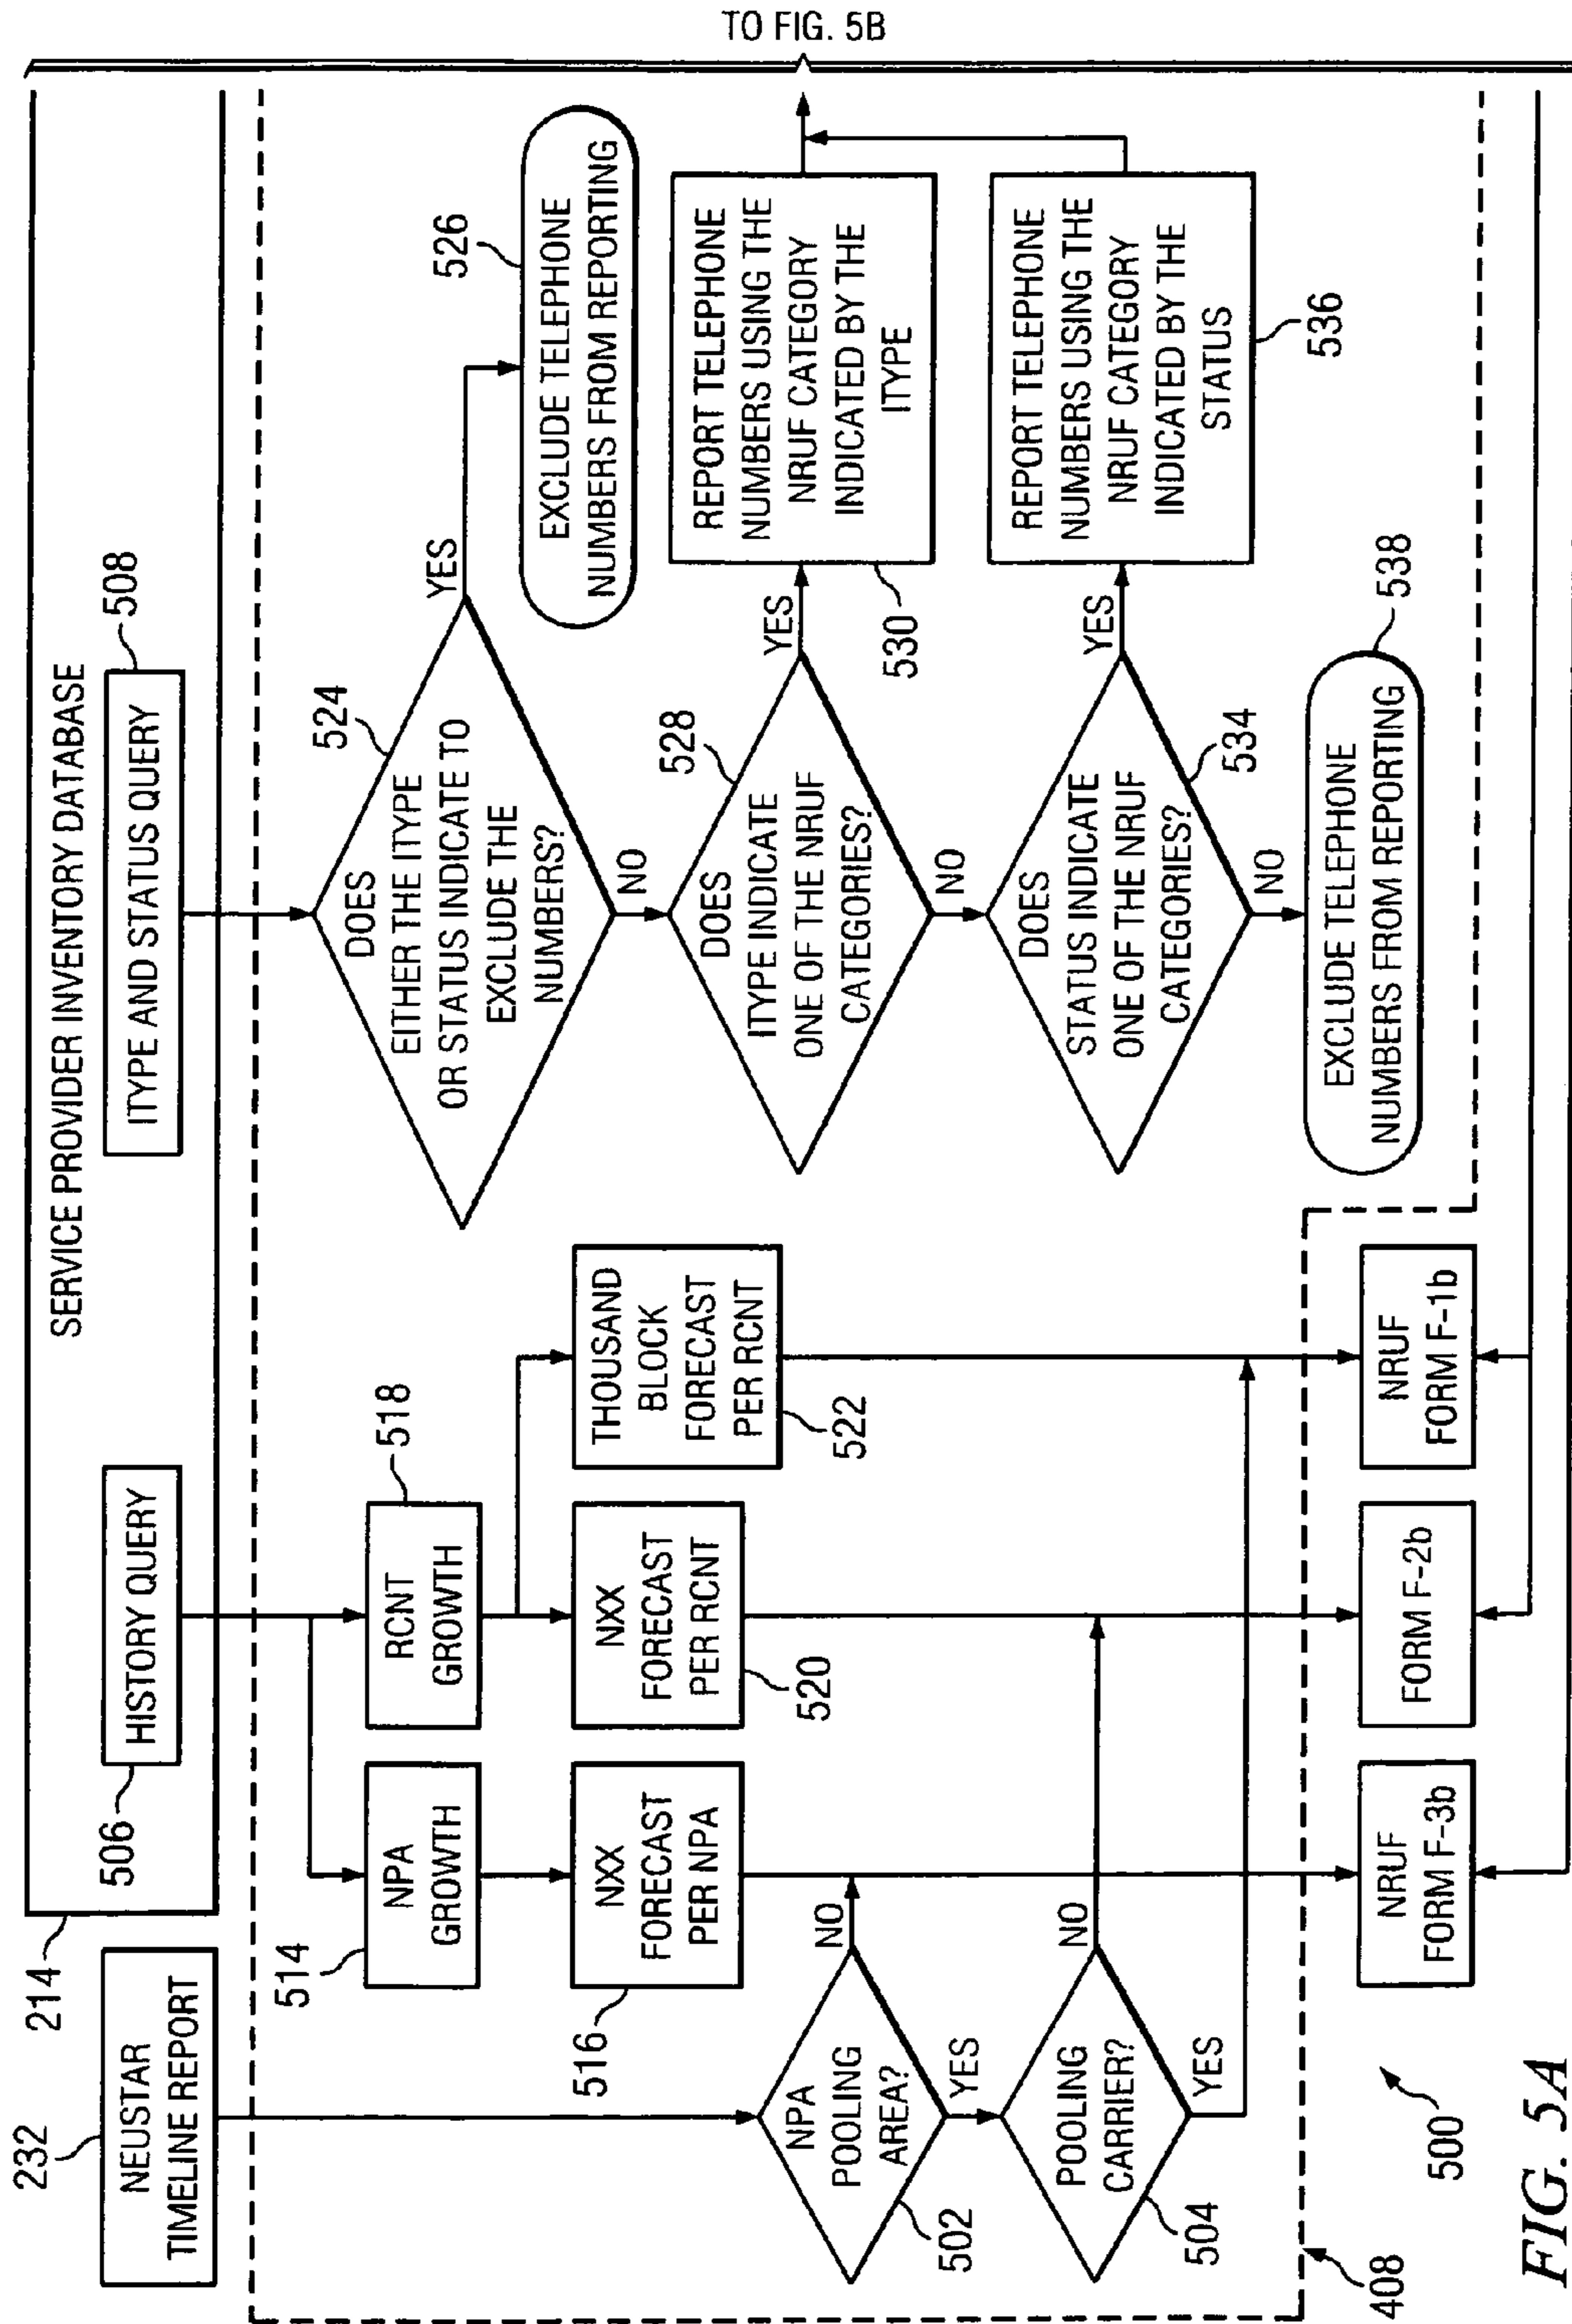 TO FIG. 5B
232
NEUSTAR
TIMELINE REPORT
214
SERVICE PROVIDER INVENTORY DATABASE
506
HISTORY QUERY
ITYPE AND STATUS QUERY
508
514
NPA
GROWTH
RCNT
GROWTH
518
516
NXX
FORECAST
PER NPA
NXX
FORECAST
PER RCNT
520
THOUSAND
BLOCK
FORECAST
PER RCNT
522
NPA
POOLING
AREA?
NO
YES
502
POOLING
CARRIER?
NO
YES
504
DOES
EITHER THE ITYPE
OR STATUS INDICATE TO
EXCLUDE THE
NUMBERS?
524
YES
NO
526
EXCLUDE TELEPHONE
NUMBERS FROM REPORTING
DOES
ITYPE INDICATE
ONE OF THE NRUF
CATEGORIES?
528
YES
NO
530
REPORT TELEPHONE
NUMBERS USING THE
NRUF CATEGORY
INDICATED BY THE
ITYPE
DOES
STATUS INDICATE
ONE OF THE NRUF
CATEGORIES?
534
YES
NO
REPORT TELEPHONE
NUMBERS USING THE
NRUF CATEGORY
INDICATED BY THE
STATUS
536
538
EXCLUDE TELEPHONE
NUMBERS FROM REPORTING
408
500
NRUF
FORM F-3b
FORM F-2b
NRUF
FORM F-1b
FIG. 5A